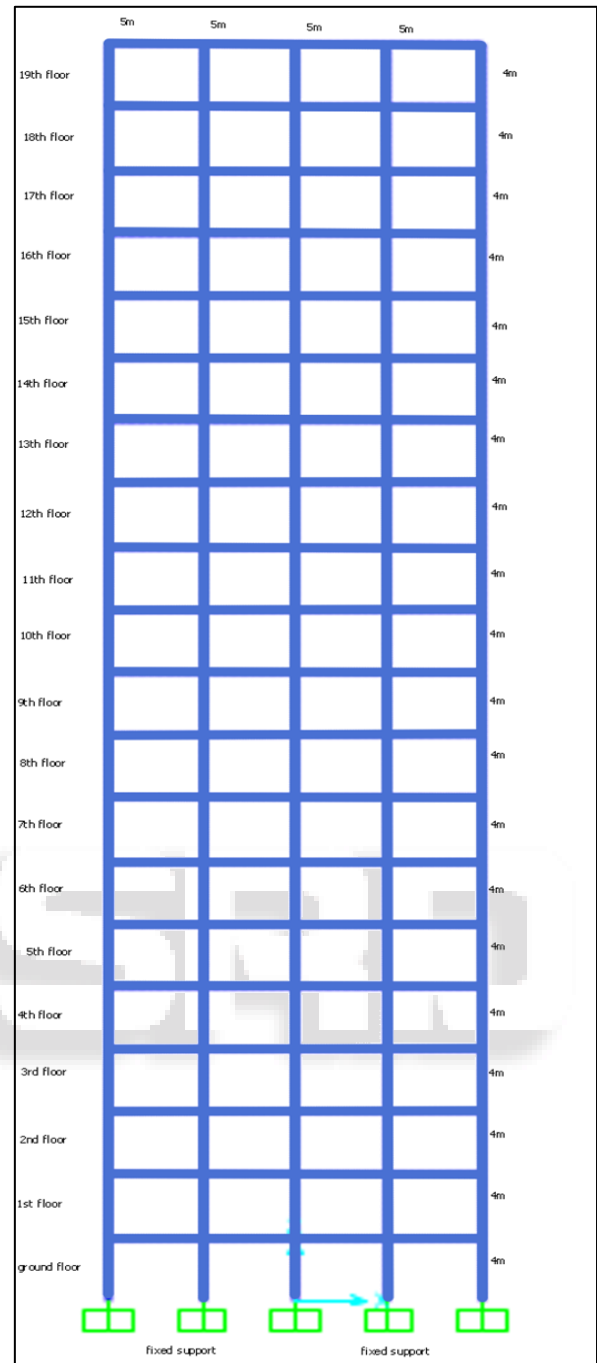 5m 5m 5m 5m
19th floor 4m
18th floor 4m
17th floor 4m
16th floor 4m
15th floor 4m
14th floor 4m
13th floor 4m
12th floor 4m
11th floor 4m
10th floor 4m
9th floor 4m
8th floor 4m
7th floor 4m
6th floor 4m
5th floor 4m
4th floor 4m
3rd floor 4m
2nd floor 4m
1st floor 4m
ground floor 4m
fixed support fixed support